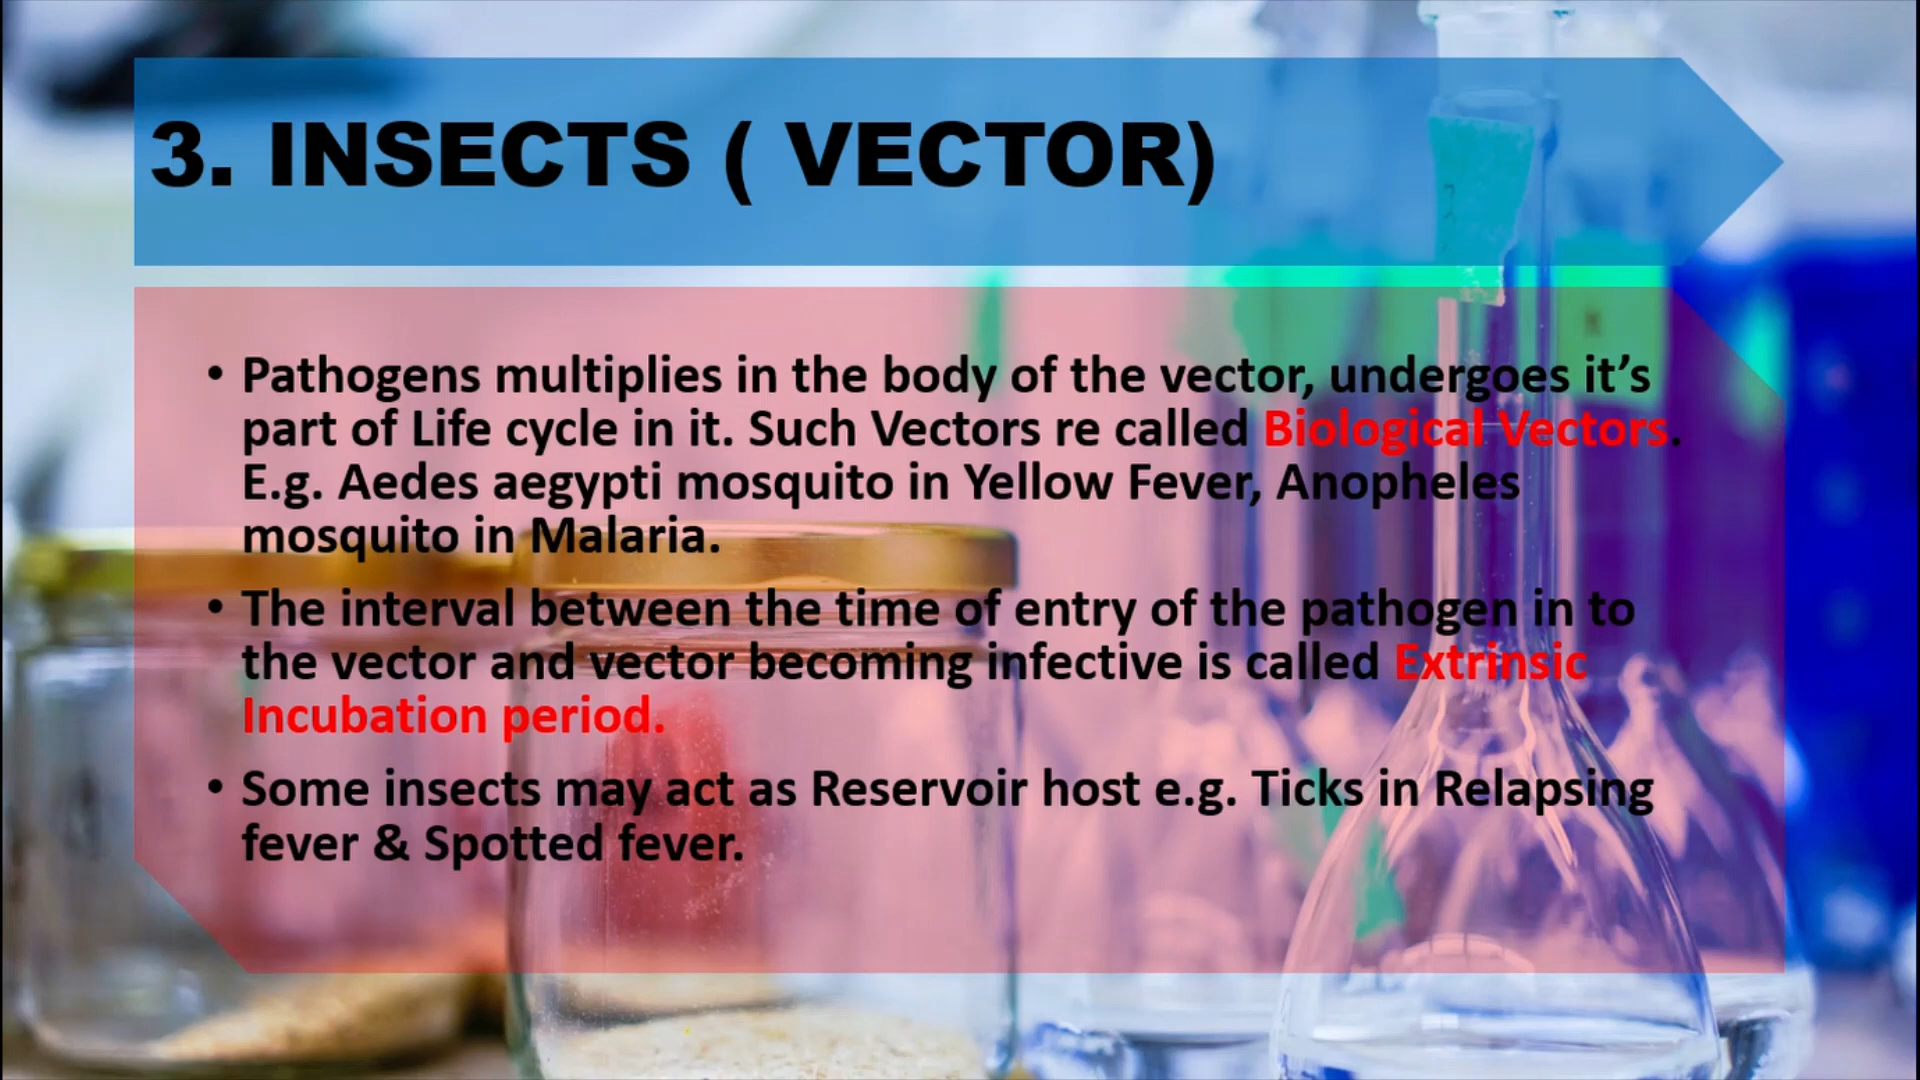 3. INSECTS ( VECTOR)
• Pathogens multiplies in the body of the vector, undergoes it’s
part of Life cycle in it. Such Vectors re called Biological Vectors.
E.g. Aedes aegypti mosquito in Yellow Fever, Anopheles
mosquito in Malaria.
• The interval between the time of entry of the pathogen in to
the vector and vector becoming infective is called Extrinsic
Incubation period.
• Some insects may act as Reservoir host e.g. Ticks in Relapsing
fever & Spotted fever.